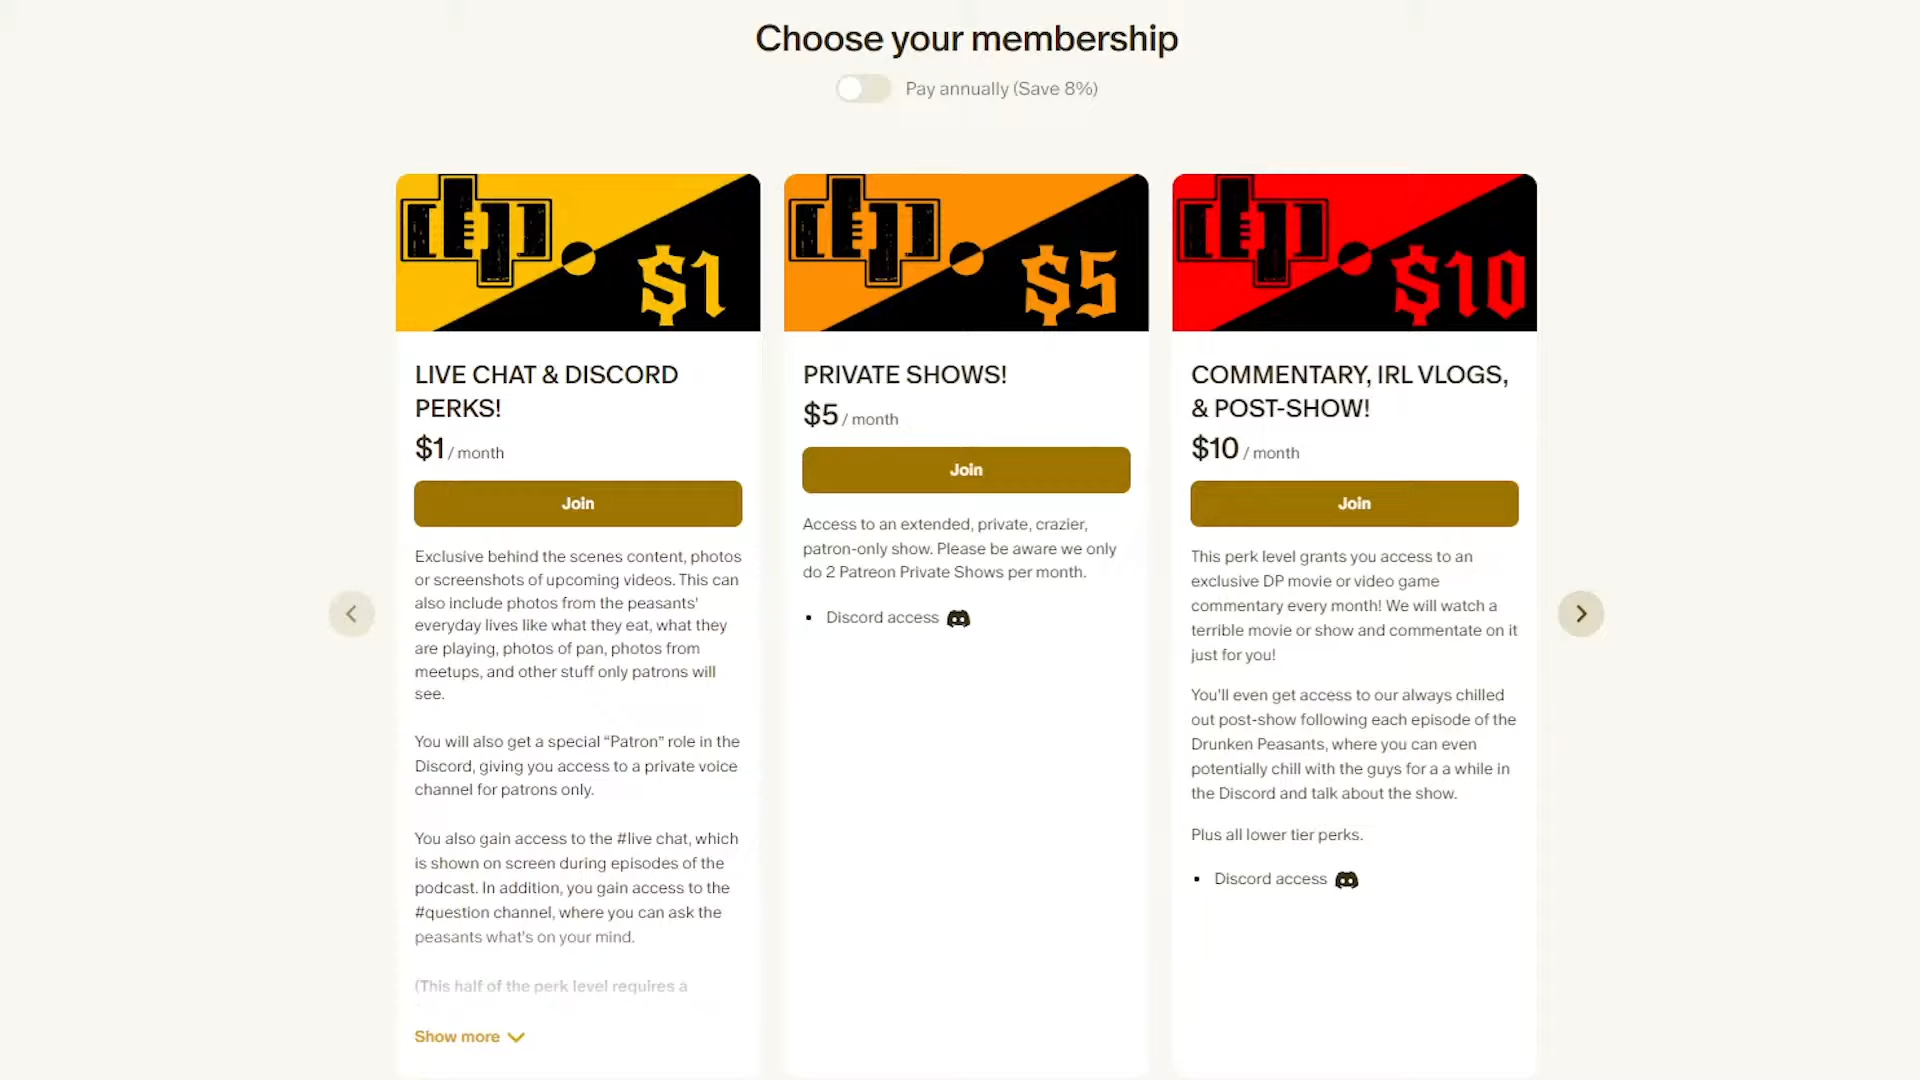 Choose your membership
Pay annually (Save 8%)
dp.
$1
LIVE CHAT & DISCORD
PERKS!
$1 / month
Join
Exclusive behind the scenes content, photos
or screenshots of upcoming videos. This can
also include photos from the peasants'
everyday lives like what they eat, what they
are playing, photos of pan, photos from
meetups, and other stuff only patrons will
see.
You will also get a special “Patron” role in the
Discord, giving you access to a private voice
channel for patrons only.
You also gain access to the #live chat, which
is shown on screen during episodes of the
podcast. In addition, you gain access to the
#question channel, where you can ask the
peasants what's on your mind.
(This half of the perk level requires a
Show more
dp.
$5
PRIVATE SHOWS!
$5 / month
Join
Access to an extended, private, crazier,
patron-only show. Please be aware we only
do 2 Patreon Private Shows per month.
• Discord access
dp.
$10
COMMENTARY, IRL VLOGS,
& POST-SHOW!
$10 / month
Join
This perk level grants you access to an
exclusive DP movie or video game
commentary every month! We will watch a
terrible movie or show and commentate on it
just for you!
You'll even get access to our always chilled
out post-show following each episode of the
Drunken Peasants, where you can even
potentially chill with the guys for a a while in
the Discord and talk about the show.
Plus all lower tier perks.
• Discord access